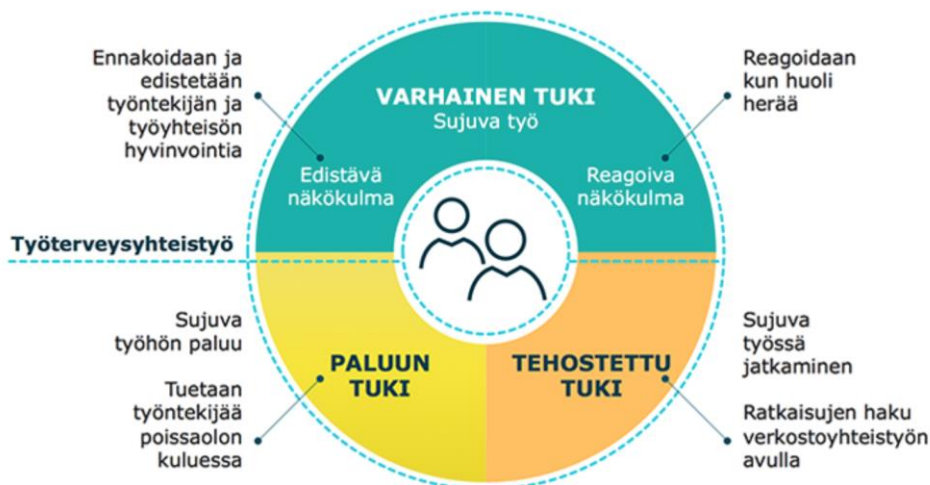 Ennakoidaan ja
edistetään
työntekijän ja
työyhteisön
hyvinvointia
VARHAINEN TUKI
Sujuva työ
Reagoidaan
kun huoli
herää
Edistävä
näkökulma
Reagoiva
näkökulma
Työterveysyhteistyö
Sujuva
työhön paluu
Tuetaan
työntekijää
poissaolon
kuluessa
PALUUN
TUKI
TEHOSTETTU
TUKI
Sujuva
työssä
jatkaminen
Ratkaisujen haku
verkostoyhteistyön
avulla